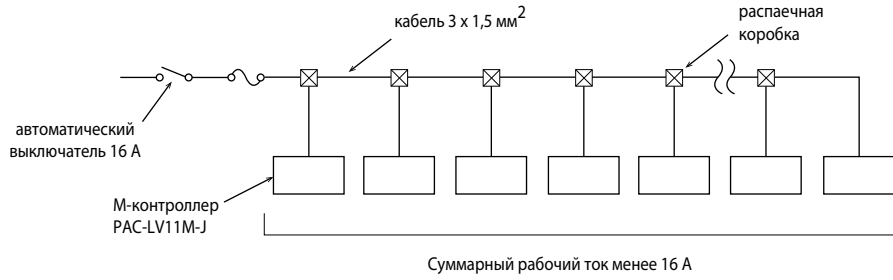 кабель 3 x 1,5 мм²
распаечная
коробка
автоматический
выключатель 16 А
М-контроллер
PAC-LV11M-J
Суммарный рабочий ток менее 16 А